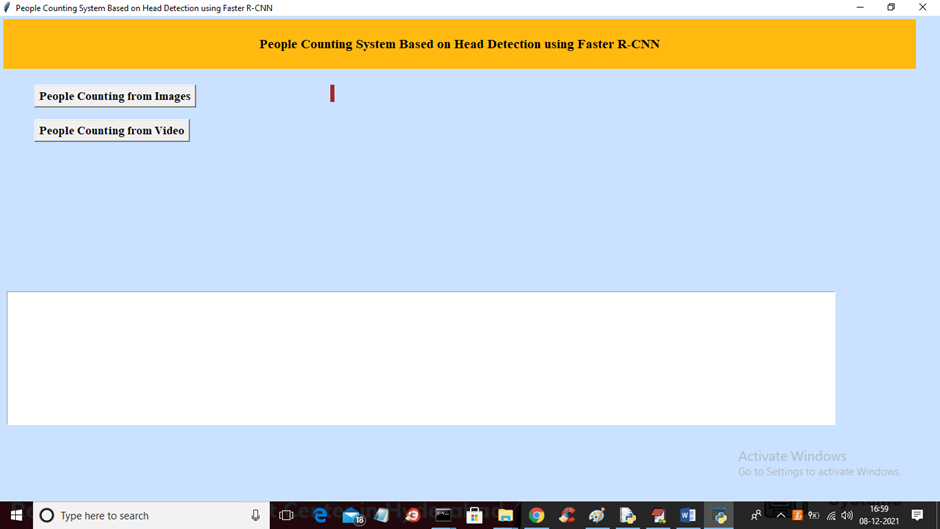 People Counting System Based on Head Detection using Faster R-CNN
People Counting System Based on Head Detection using Faster R-CNN
People Counting from Images
People Counting from Video
Activate Windows
Go to Settings to activate Windows.
Type here to search
18
16:59
08-12-2021